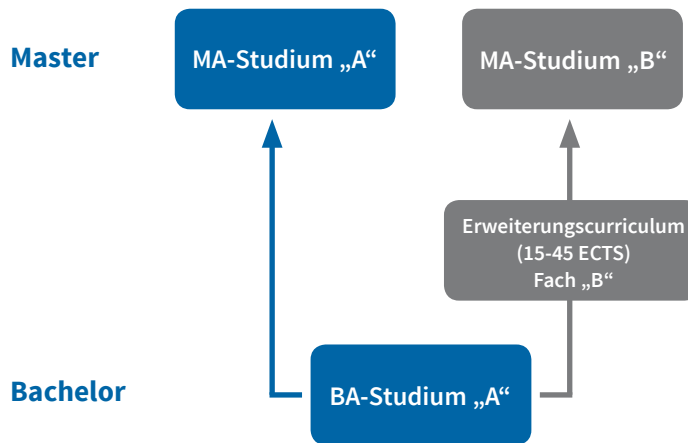 Master
MA-Studium „A“
MA-Studium „B“
Erweiterungscurriculum
(15-45 ECTS)
Fach „B“
Bachelor
BA-Studium „A“